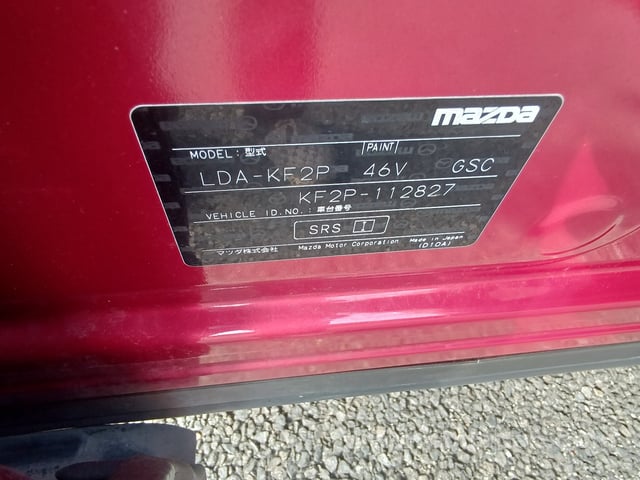 mazda
MODEL: 型式 PAINT
LDA-KF2P 46V GSC
KF2P-112827
VEHICLE ID.NO.: 車台番号
SRS I
マツダ株式会社 Mazda Motor Corporation Made in Japan
(D10A)